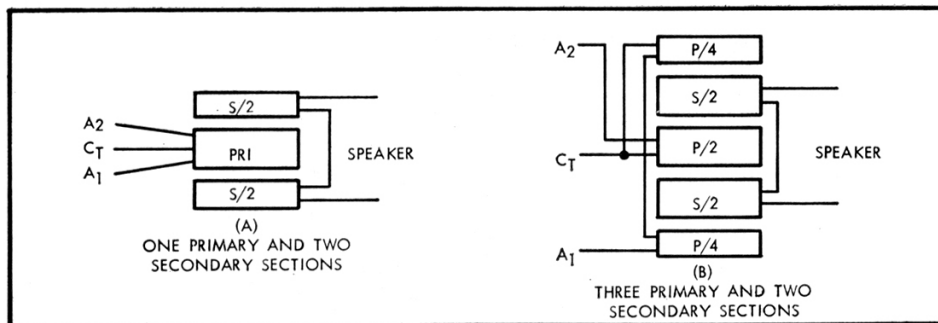 S/2
A2
CT
PRI
A1
S/2
SPEAKER
(A)
ONE PRIMARY AND TWO
SECONDARY SECTIONS
A2
P/4
S/2
CT
P/2
SPEAKER
S/2
A1
P/4
(B)
THREE PRIMARY AND TWO
SECONDARY SECTIONS